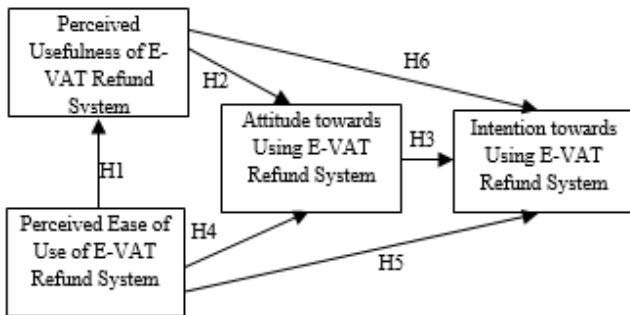 Perceived
Usefulness of E-
VAT Refund
System
H6
H2
Attitude towards
Using E-VAT
Refund System
H3
Intention towards
Using E-VAT
Refund System
H1
Perceived Ease of
Use of E-VAT
Refund System
H4
H5